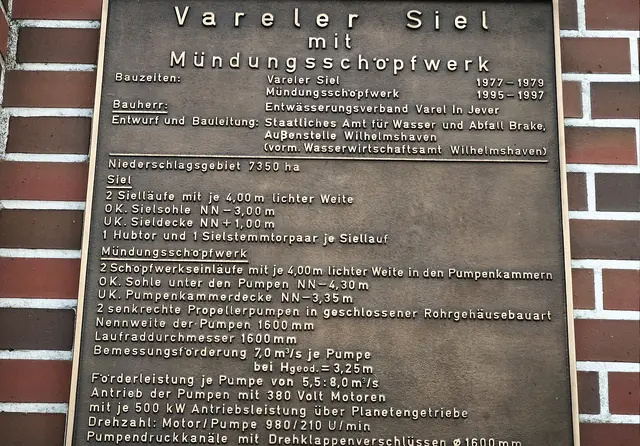 Vareler Siel
mit
Mündungsschöpfwerk
Bauzeiten: Vareler Siel 1977–1979
Mündungsschöpfwerk 1995–1997
Bauherr: Entwässerungsverband Varel In Jever
Entwurf und Bauleitung: Staatliches Amt für Wasser und Abfall Brake,
Außenstelle Wilhelmshaven
(vorm. Wasserwirtschaftsamt Wilhelmshaven)
Niederschlagsgebiet 7350 ha
Siel
2 Sielläufe mit je 4,00 m lichter Weite
OK. Sielsohle NN – 3,00 m
UK. Sieldecke NN + 1,00 m
1 Hubtor und 1 Sielstemmtorpaar je Siellauf
Mündungsschöpfwerk
2 Schöpfwerkseinläufe mit je 4,00 m lichter Weite in den Pumpenkammern
OK. Sohle unter den Pumpen NN – 4,30 m
UK. Pumpenkammerdecke NN – 3,35 m
2 senkrechte Propellerpumpen in geschlossener Rohrgehäusebauart
Nennweite der Pumpen 1600 mm
Laufraddurchmesser 1600 mm
Bemessungsförderung 7,0 m³/s je Pumpe
bei Hgeod. = 3,25 m
Förderleistung je Pumpe von 5,5 : 8,0 m³/s
Antrieb der Pumpen mit 380 Volt Motoren
mit je 500 kW Antriebsleistung über Planetengetriebe
Drehzahl: Motor/Pumpe 980/210 U/min
Pumpendruckkanäle mit Drehklappenverschlüssen ø 1600 mm